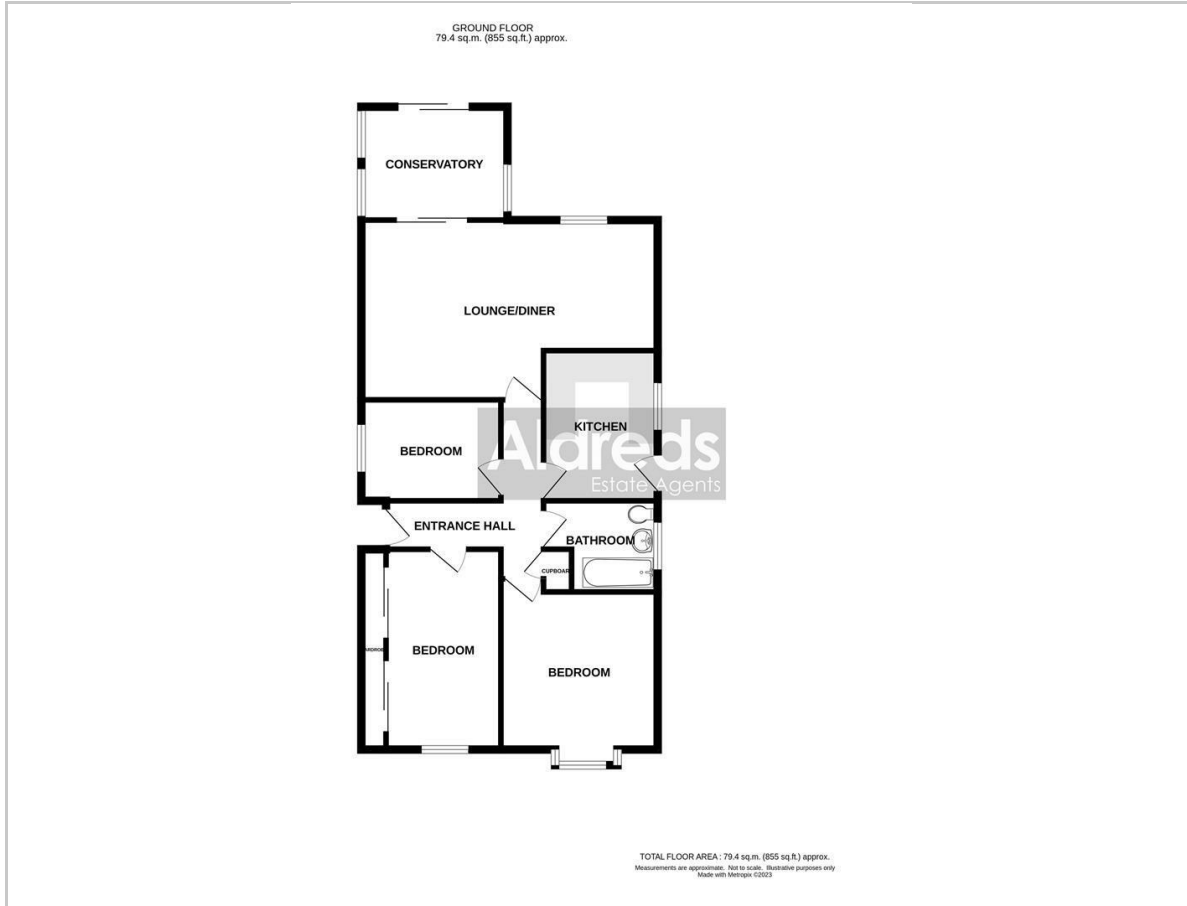 GROUND FLOOR
79.4 sq.m. (855 sq.ft.) approx.
CONSERVATORY
LOUNGE/DINER
KITCHEN
BEDROOM
Aldreds
Estate Agents
ENTRANCE HALL
BATHROOM
CUPBOAR
BEDROOM
BEDROOM
TOTAL FLOOR AREA : 79.4 sq.m. (855 sq.ft.) approx.
Measurements are approximate. Not to scale. Illustrative purposes only
Made with Metropix ©2023